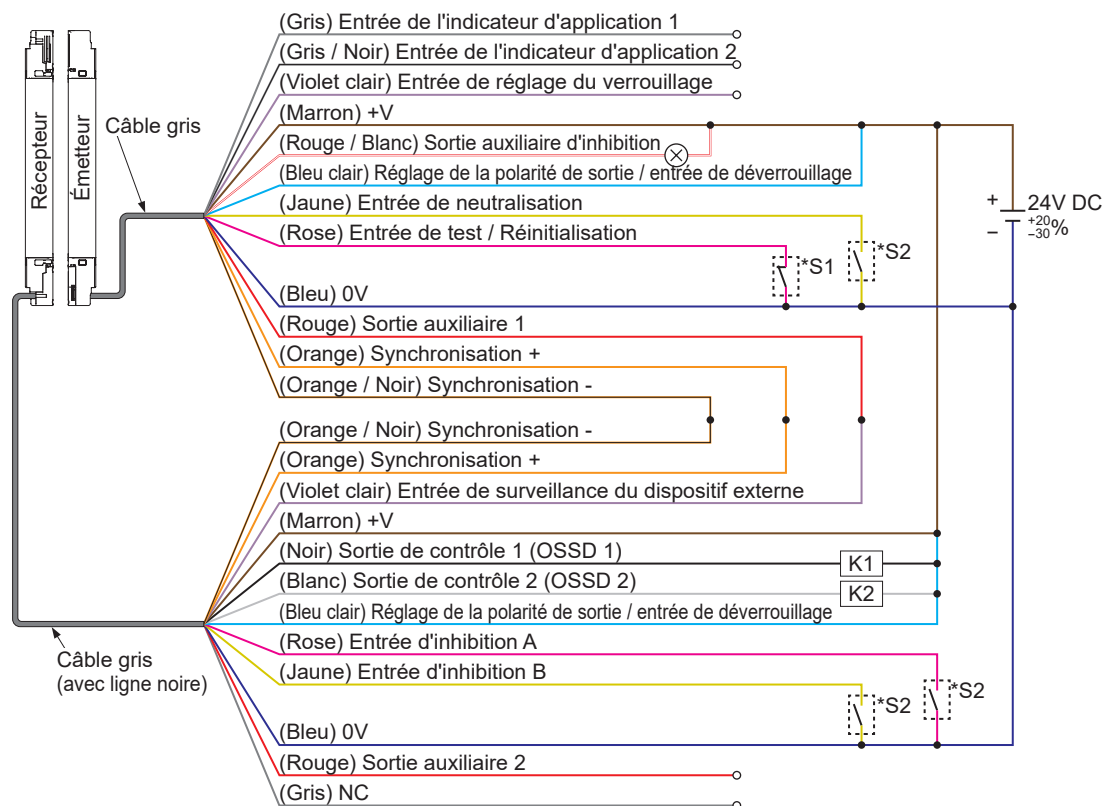 (Gris) Entrée de l'indicateur d'application 1
(Gris / Noir) Entrée de l'indicateur d'application 2
(Violet clair) Entrée de réglage du verrouillage
(Marron) +V
(Rouge / Blanc) Sortie auxiliaire d'inhibition
(Bleu clair) Réglage de la polarité de sortie / entrée de déverrouillage
(Jaune) Entrée de neutralisation
(Rose) Entrée de test / Réinitialisation
(Bleu) 0V
(Rouge) Sortie auxiliaire 1
(Orange) Synchronisation +
(Orange / Noir) Synchronisation -
(Orange / Noir) Synchronisation -
(Orange) Synchronisation +
(Violet clair) Entrée de surveillance du dispositif externe
(Marron) +V
(Noir) Sortie de contrôle 1 (OSSD 1)
(Blanc) Sortie de contrôle 2 (OSSD 2)
(Bleu clair) Réglage de la polarité de sortie / entrée de déverrouillage
(Rose) Entrée d'inhibition A
(Jaune) Entrée d'inhibition B
(Bleu) 0V
(Rouge) Sortie auxiliaire 2
(Gris) NC
Récepteur
Émetteur
Câble gris
Câble gris
(avec ligne noire)
*S1
*S2
+
−
24V DC
+20
−30%
K1
K2
*S2
*S2